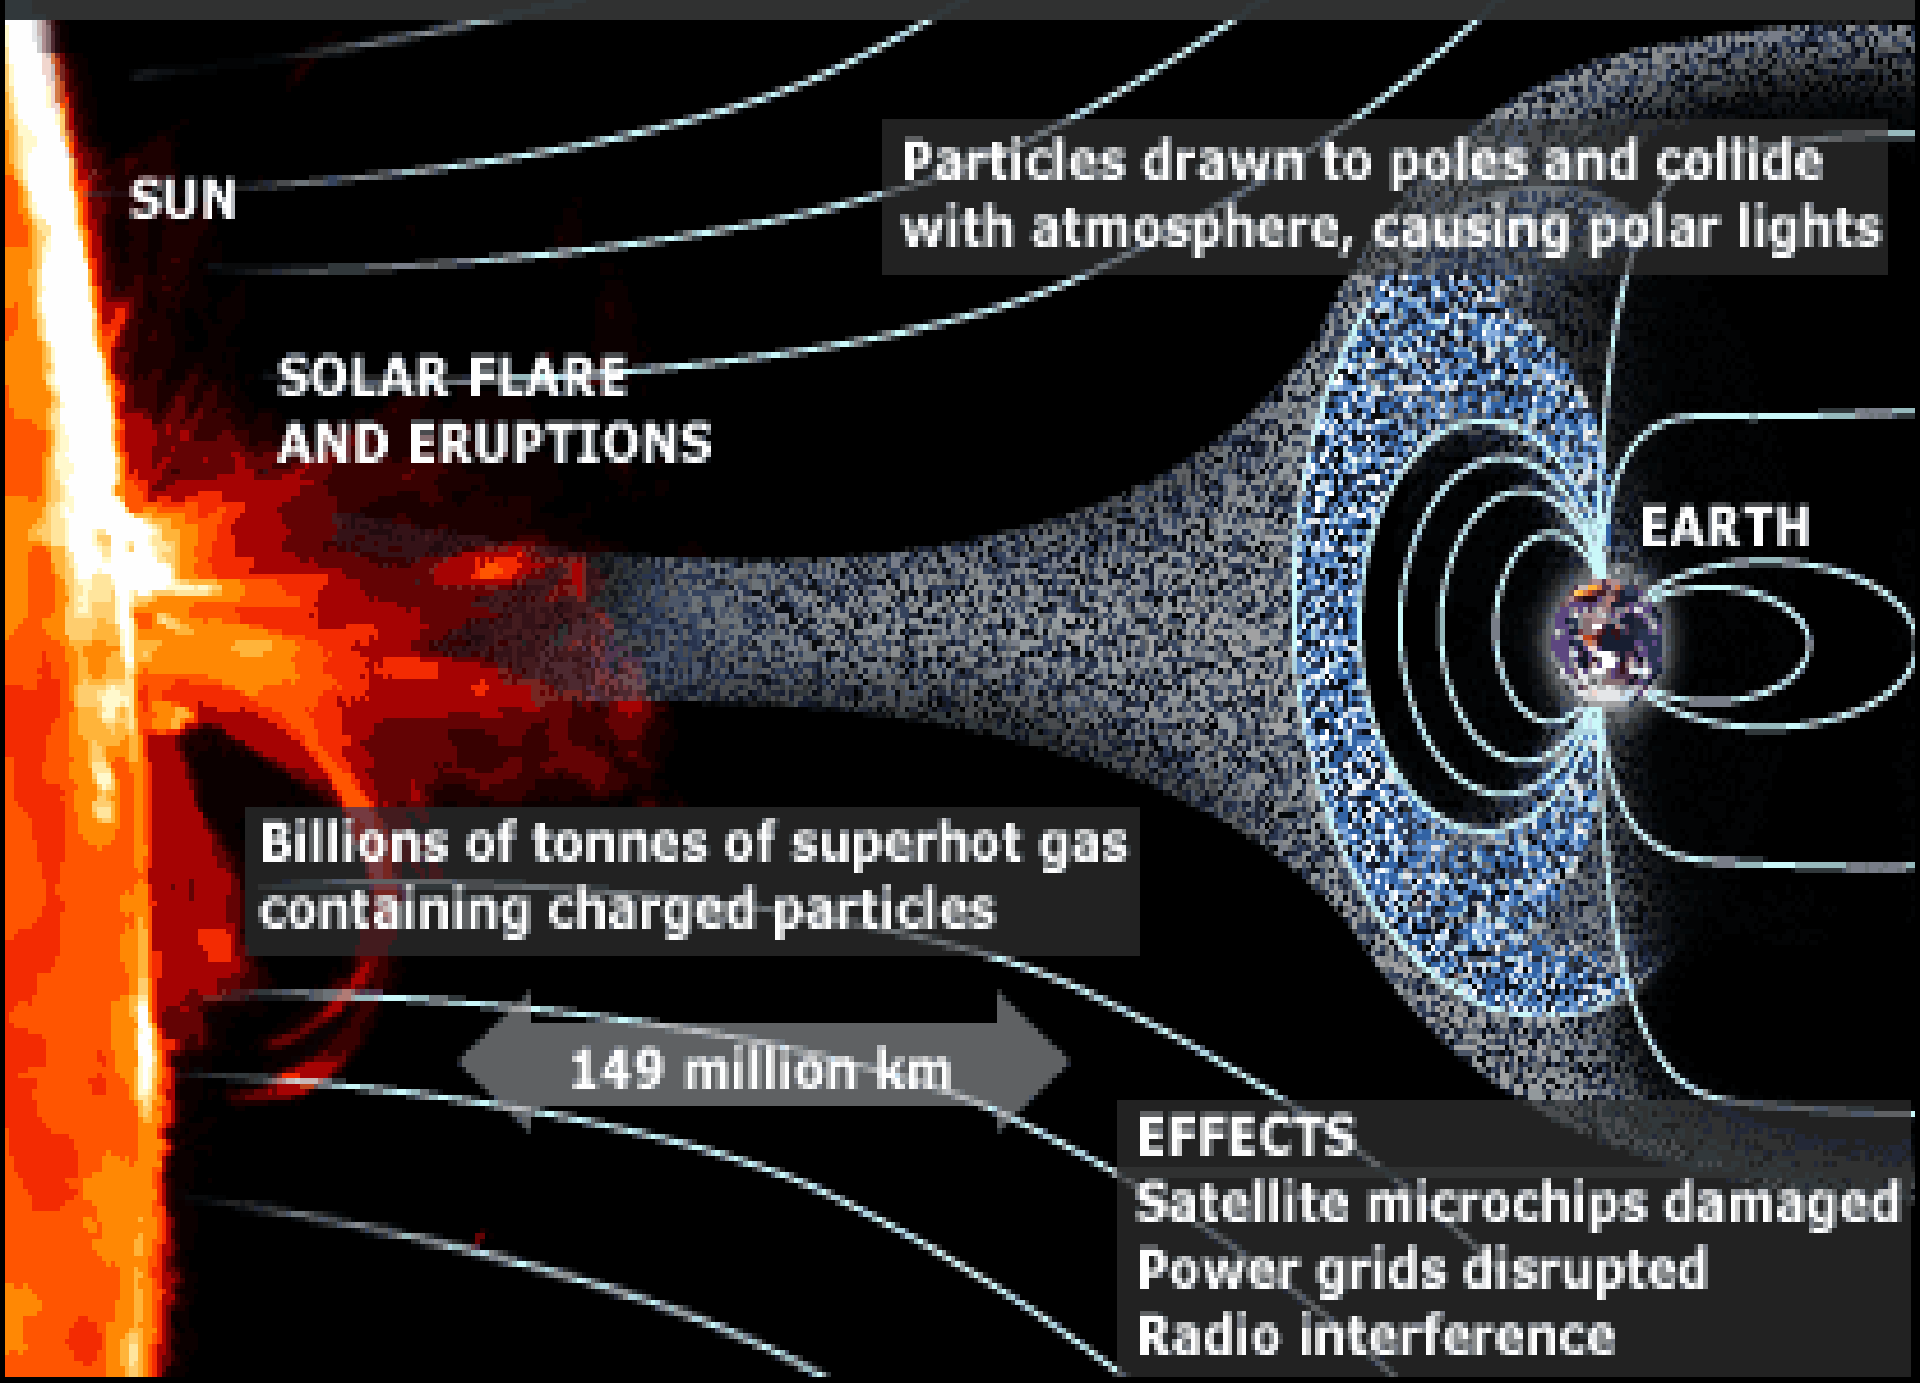 SUN
Particles drawn to poles and collide
with atmosphere, causing polar lights
SOLAR FLARE
AND ERUPTIONS
EARTH
Billions of tonnes of superhot gas
containing charged particles
149 million km
EFFECTS
Satellite microchips damaged
Power grids disrupted
Radio interference